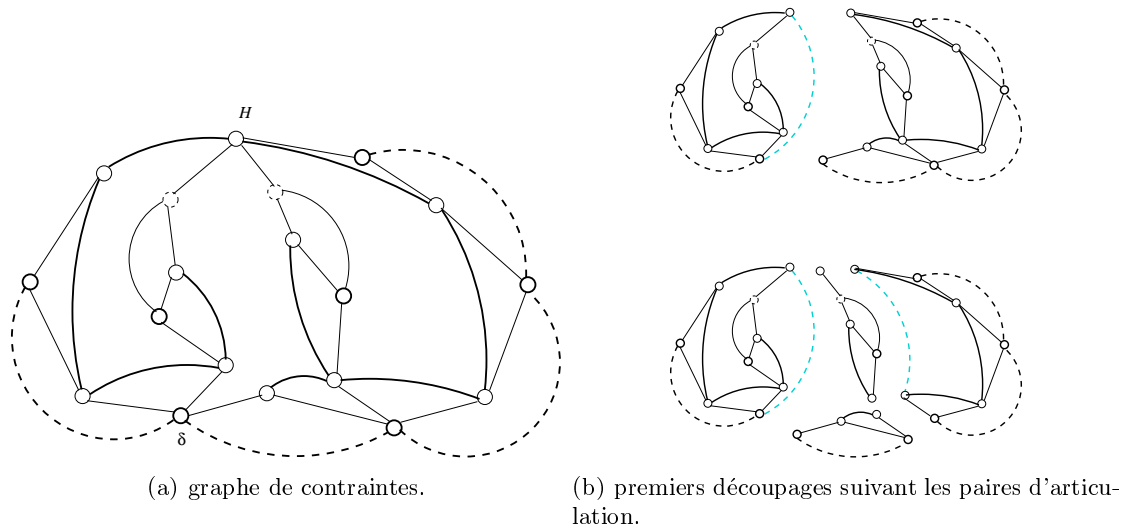 H
δ
(a) graphe de contraintes.
(b) premiers découpages suivant les paires d'articu-
lation.